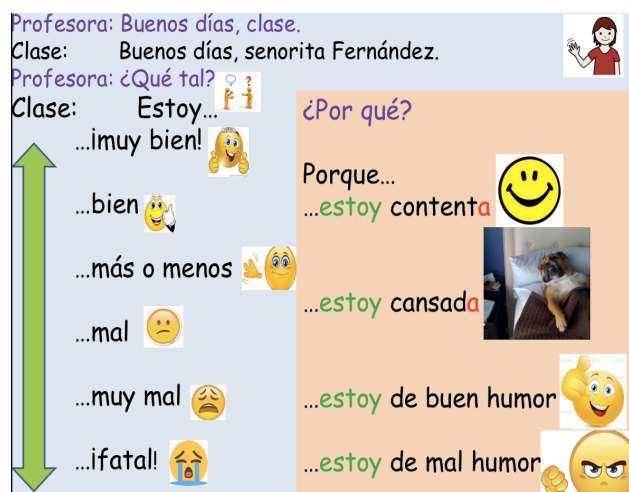 Profesora: Buenos días, clase.
Clase: Buenos días, senorita Fernández.
Profesora: ¿Qué tal?
Clase: Estoy...
...¡muy bien!
...bien
...más o menos
...mal
...muy mal
...¡fatal!
¿Por qué?
Porque...
...estoy contenta
...estoy cansada
...estoy de buen humor
...estoy de mal humor